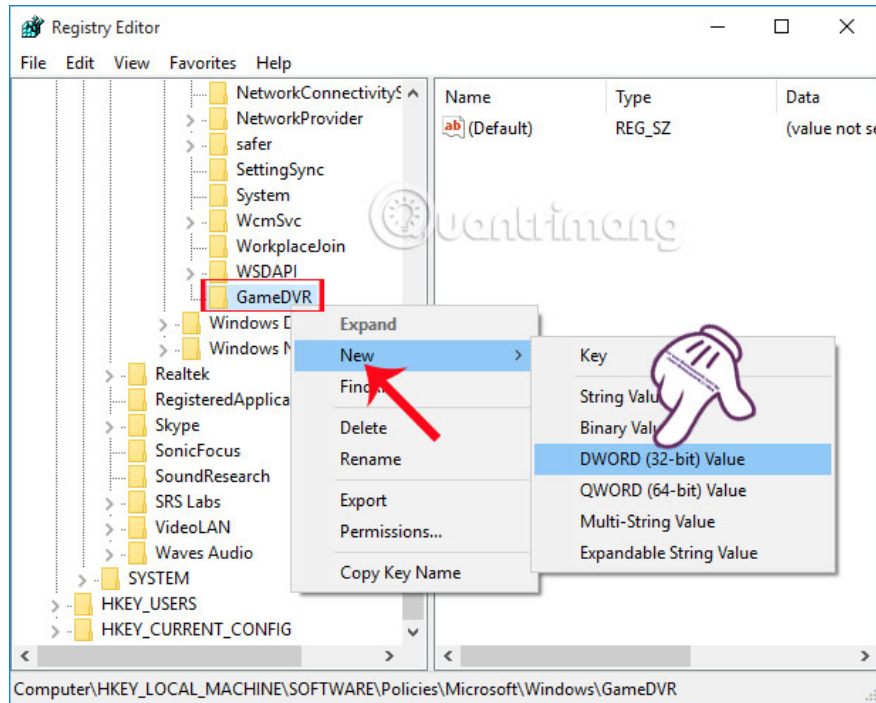 Registry Editor
File Edit View Favorites Help
NetworkConnectivityS
NetworkProvider
safer
SettingSync
System
WcmSvc
WorkplaceJoin
WSDAPI
GameDVR
Windows D
Windows N
Realtek
RegisteredApplica
Skype
SonicFocus
SoundResearch
SRS Labs
VideoLAN
Waves Audio
SYSTEM
HKEY_USERS
HKEY_CURRENT_CONFIG
Name Type Data
ab (Default) REG_SZ (value not se
Quantrimang
Expand
New
Find...
Delete
Rename
Export
Permissions...
Copy Key Name
Key
String Valu
Binary Valu
DWORD (32-bit) Value
QWORD (64-bit) Value
Multi-String Value
Expandable String Value
Computer\HKEY_LOCAL_MACHINE\SOFTWARE\Policies\Microsoft\Windows\GameDVR